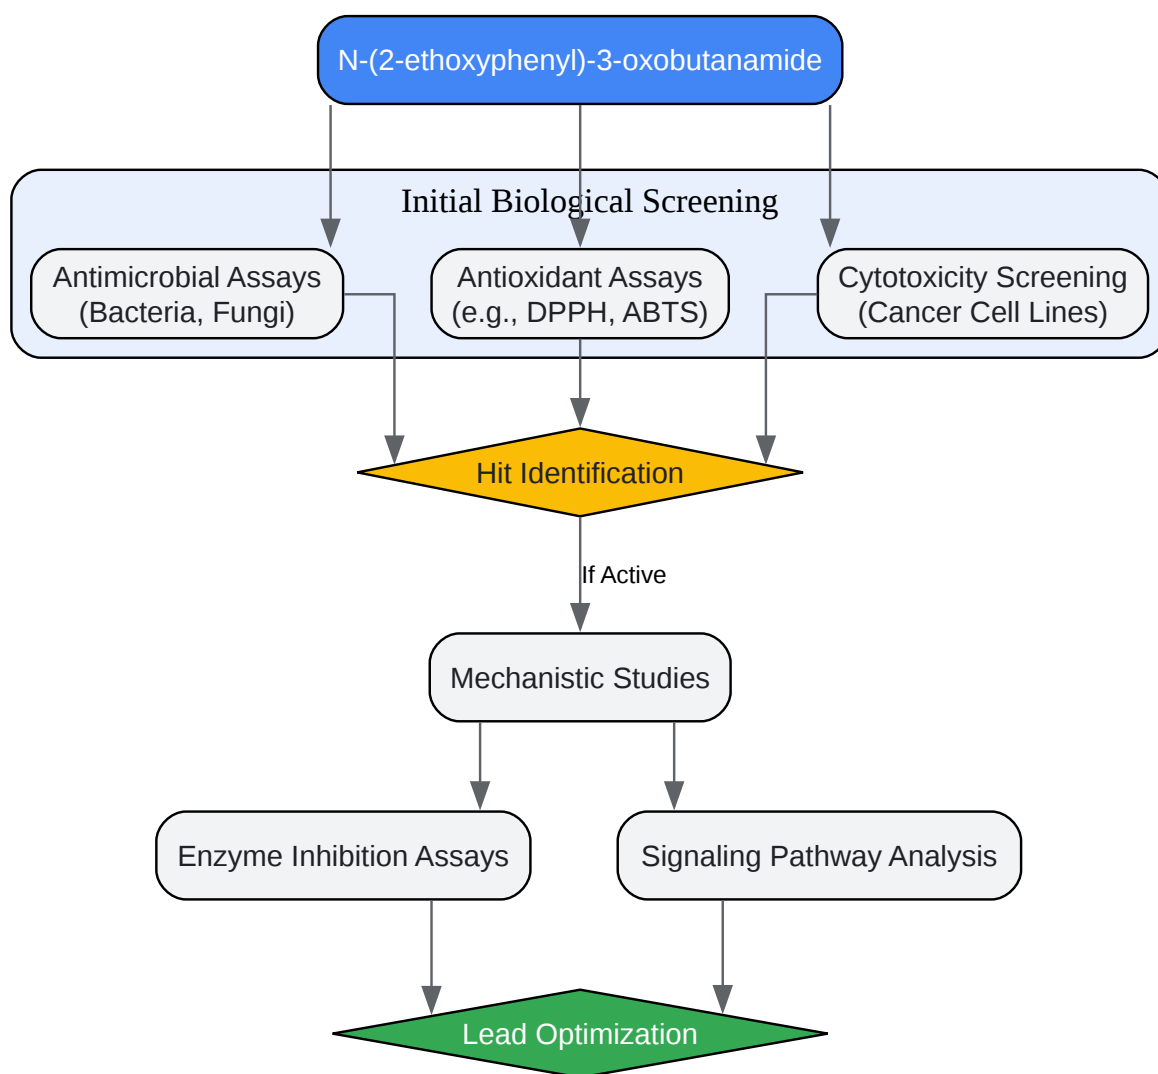 N-(2-ethoxyphenyl)-3-oxobutanamide
Initial Biological Screening
Antimicrobial Assays
(Bacteria, Fungi)
Antioxidant Assays
(e.g., DPPH, ABTS)
Cytotoxicity Screening
(Cancer Cell Lines)
Hit Identification
If Active
Mechanistic Studies
Enzyme Inhibition Assays
Signaling Pathway Analysis
Lead Optimization